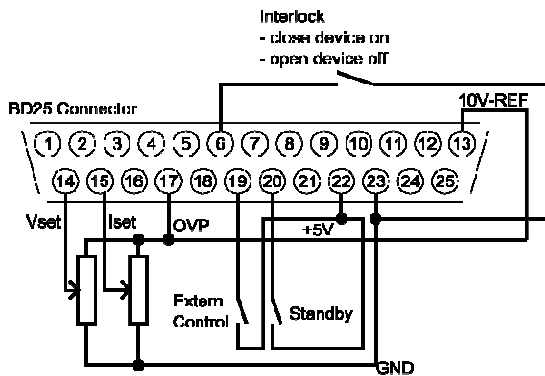 Interlock
- close device on
- open device off
BD25 Connector
10V-REF
1 2 3 4 5 6 7 8 9 10 11 12 13
14 15 16 17 18 19 20 21 22 23 24 25
Vset
Iset
OVP
+5V
Extern
Control
Standby
GND